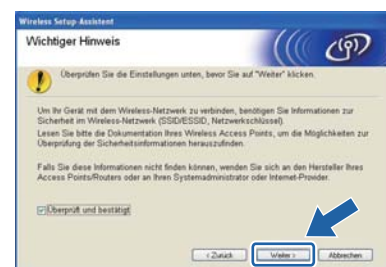 Wireless Setup Assistent
Wichtiger Hinweis
Überprüfen Sie die Einstellungen unten, bevor Sie auf "Weiter" klicken.
Um Ihr Gerät mit dem Wireless-Netzwerk zu verbinden, benötigen Sie Informationen zur
Sicherheit im Wireless-Netzwerk (SSID/ESSID, Netzwerkschlüssel).
Lesen Sie bitte die Dokumentation Ihres Wireless Access Points, um die Möglichkeiten zur
Überprüfung der Sicherheitsinformationen herauszufinden.
Falls Sie diese Informationen nicht finden können, wenden Sie sich an den Hersteller Ihres
Access Points/Routers oder an Ihren Systemadministrator oder Internet-Provider.
Überprüft und bestätigt
< Zurück Weiter > Abbrechen